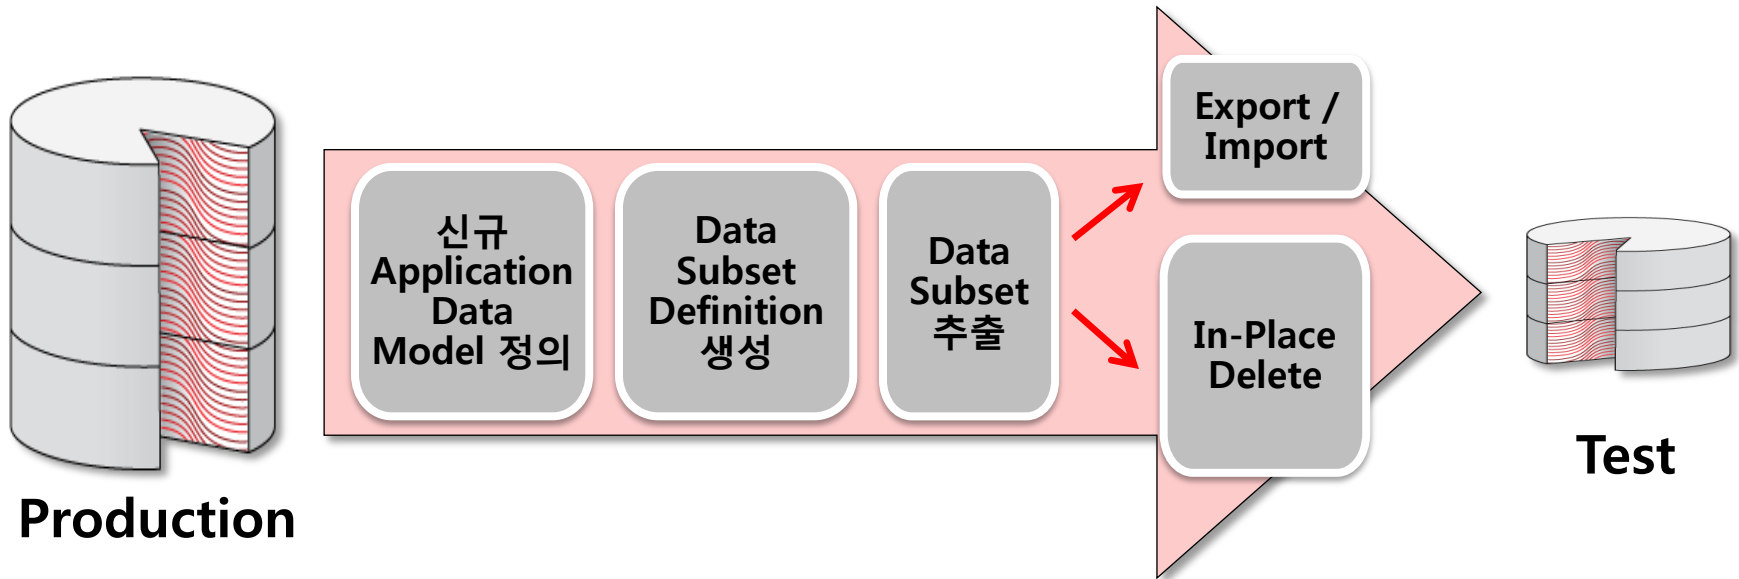 Production
신규
Application
Data
Model 정의
Data
Subset
Definition
생성
Data
Subset
추출
Export /
Import
In-Place
Delete
Test